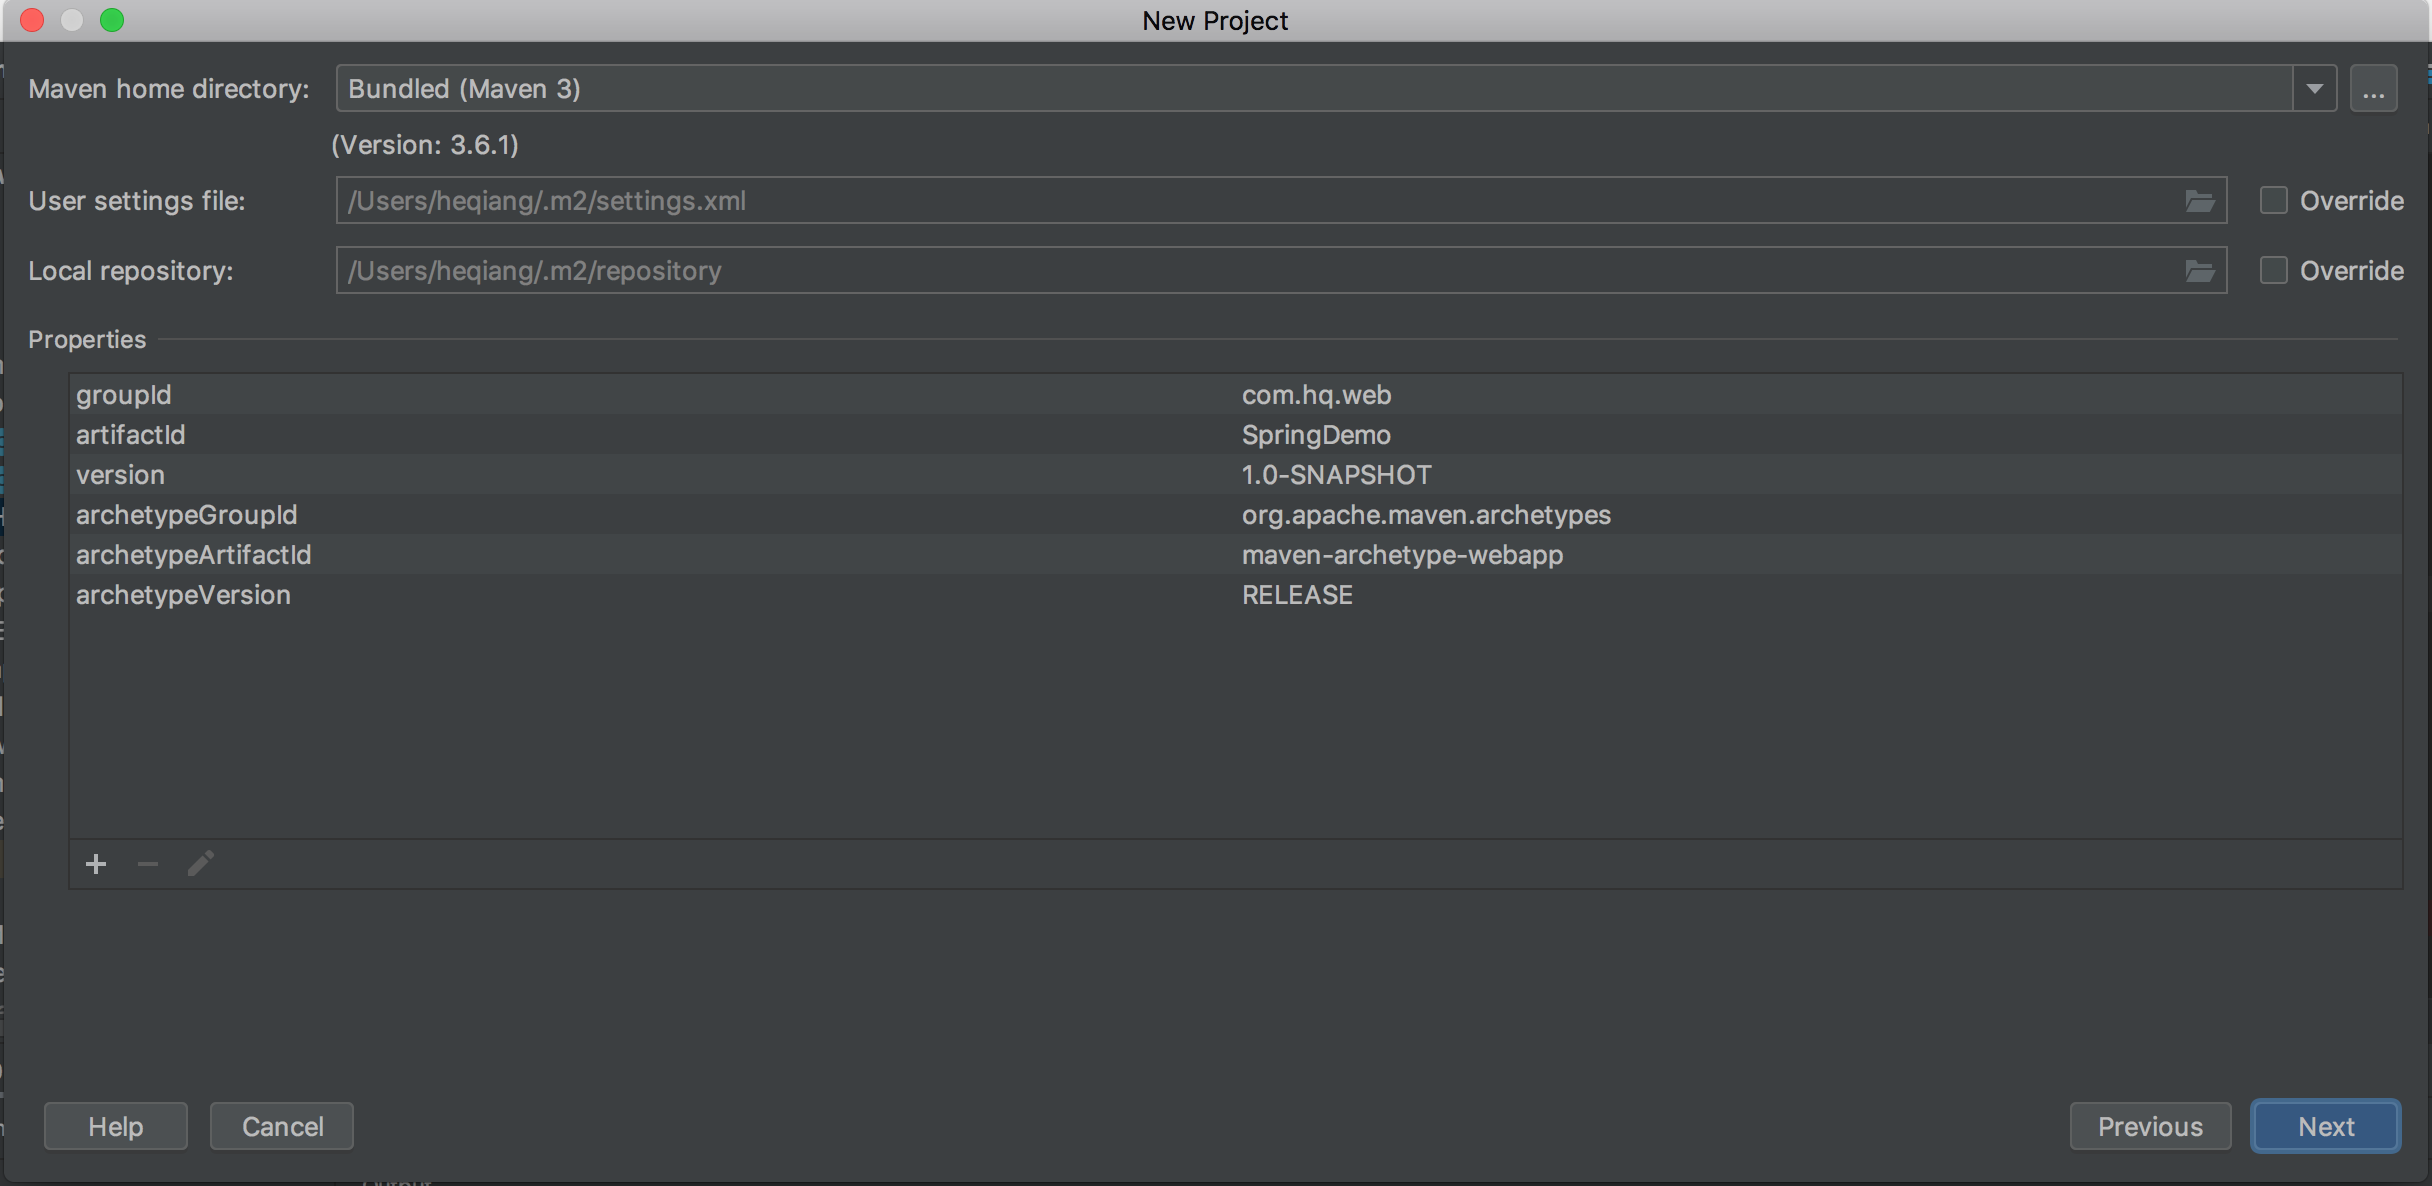 New Project
Maven home directory: Bundled (Maven 3) ...
(Version: 3.6.1)
User settings file: /Users/heqiang/.m2/settings.xml Override
Local repository: /Users/heqiang/.m2/repository Override
Properties
groupId com.hq.web
artifactId SpringDemo
version 1.0-SNAPSHOT
archetypeGroupId org.apache.maven.archetypes
archetypeArtifactId maven-archetype-webapp
archetypeVersion RELEASE
Help Cancel Previous Next